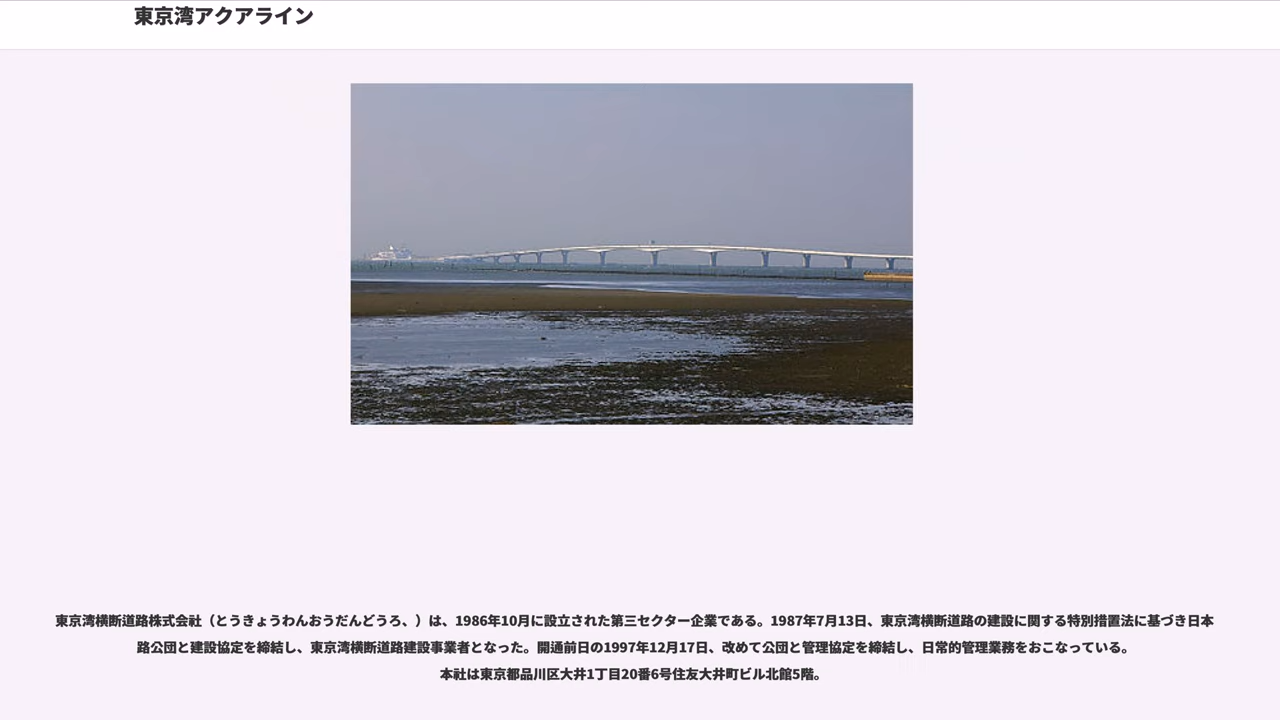 東京湾アクアライン
東京湾横断道路株式会社（とうきょうわんおうだんどうろ、）は、1986年10月に設立された第三セクター企業である。1987年7月13日、東京湾横断道路の建設に関する特別措置法に基づき日本
路公団と建設協定を締結し、東京湾横断道路建設事業者となった。開通前日の1997年12月17日、改めて公団と管理協定を締結し、日常的管理業務をおこなっている。
本社は東京都品川区大井1丁目20番6号住友大井町ビル北館5階。